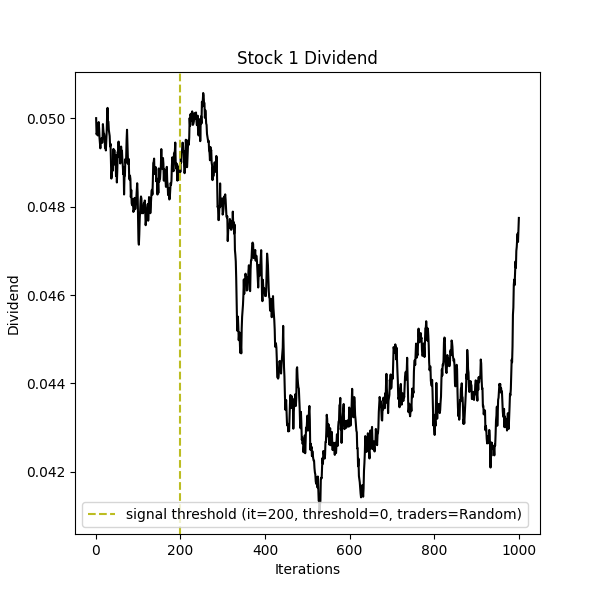 Stock 1 Dividend
Dividend
0.050
0.048
0.046
0.044
0.042
signal threshold (it=200, threshold=0, traders=Random)
0 200 400 600 800 1000
Iterations